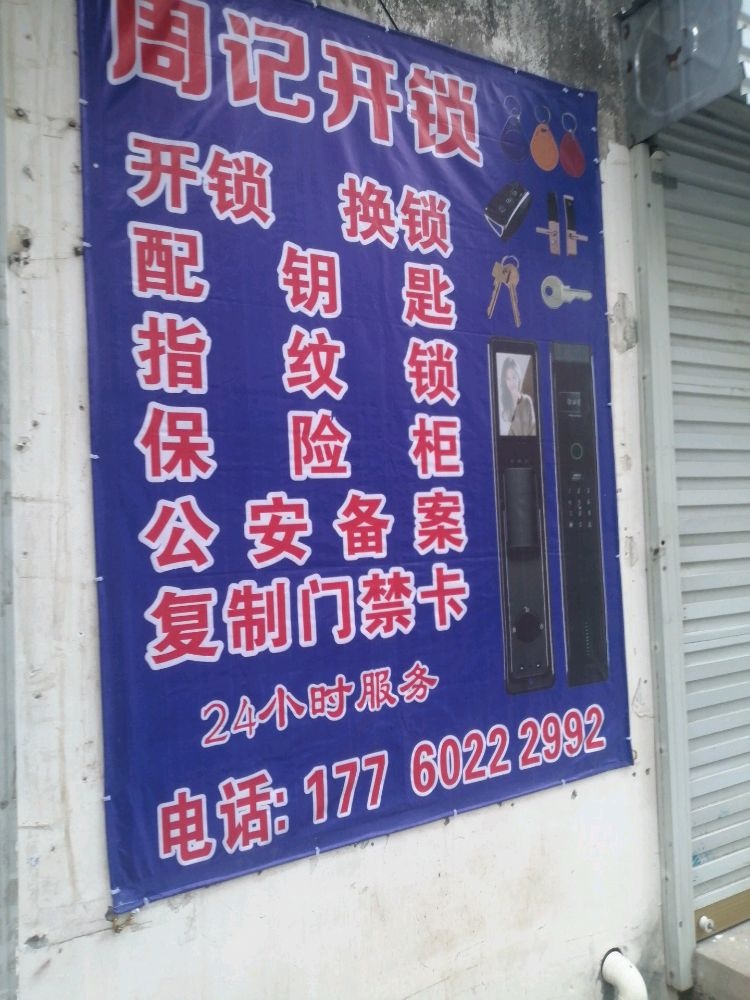 周记开锁
开锁 换锁
配钥匙
指纹锁
保险柜
公安备案
复制门禁卡
24小时服务
电话: 177 6022 2992